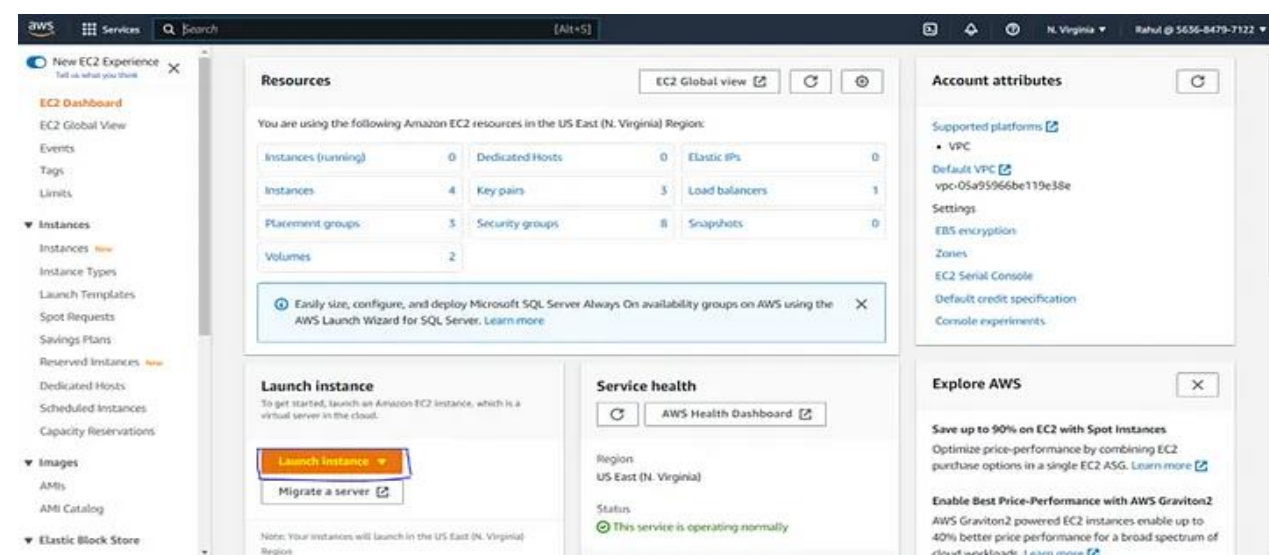 aws
Services
Search
[Alt+S]
N. Virginia
Rahul @ 5636-8479-7122
New EC2 Experience
Tell us what you think
EC2 Dashboard
EC2 Global View
Events
Tags
Limits
Instances
Instances New
Instance Types
Launch Templates
Spot Requests
Savings Plans
Reserved Instances New
Dedicated Hosts
Scheduled Instances
Capacity Reservations
Images
AMIs
AMI Catalog
Elastic Block Store
Resources
EC2 Global view
You are using the following Amazon EC2 resources in the US East (N. Virginia) Region:
Instances (running) 0 Dedicated Hosts 0 Elastic IPs 0
Instances 4 Key pairs 3 Load balancers 1
Placement groups 3 Security groups 8 Snapshots 0
Volumes 2
Easily size, configure, and deploy Microsoft SQL Server Always On availability groups on AWS using the
AWS Launch Wizard for SQL Server. Learn more
Launch instance
To get started, launch an Amazon EC2 instance, which is a
virtual server in the cloud.
Launch instance
Migrate a server
Note: Your instances will launch in the US East (N. Virginia)
Region
Service health
AWS Health Dashboard
Region
US East (N. Virginia)
Status
This service is operating normally
Account attributes
Supported platforms
• VPC
Default VPC
vpc-05a95966be119e38e
Settings
EBS encryption
Zones
EC2 Serial Console
Default credit specification
Console experiments
Explore AWS
Save up to 90% on EC2 with Spot Instances
Optimize price-performance by combining EC2
purchase options in a single EC2 ASG. Learn more
Enable Best Price-Performance with AWS Graviton2
AWS Graviton2 powered EC2 instances enable up to
40% better price performance for a broad spectrum of
cloud workloads. Learn more